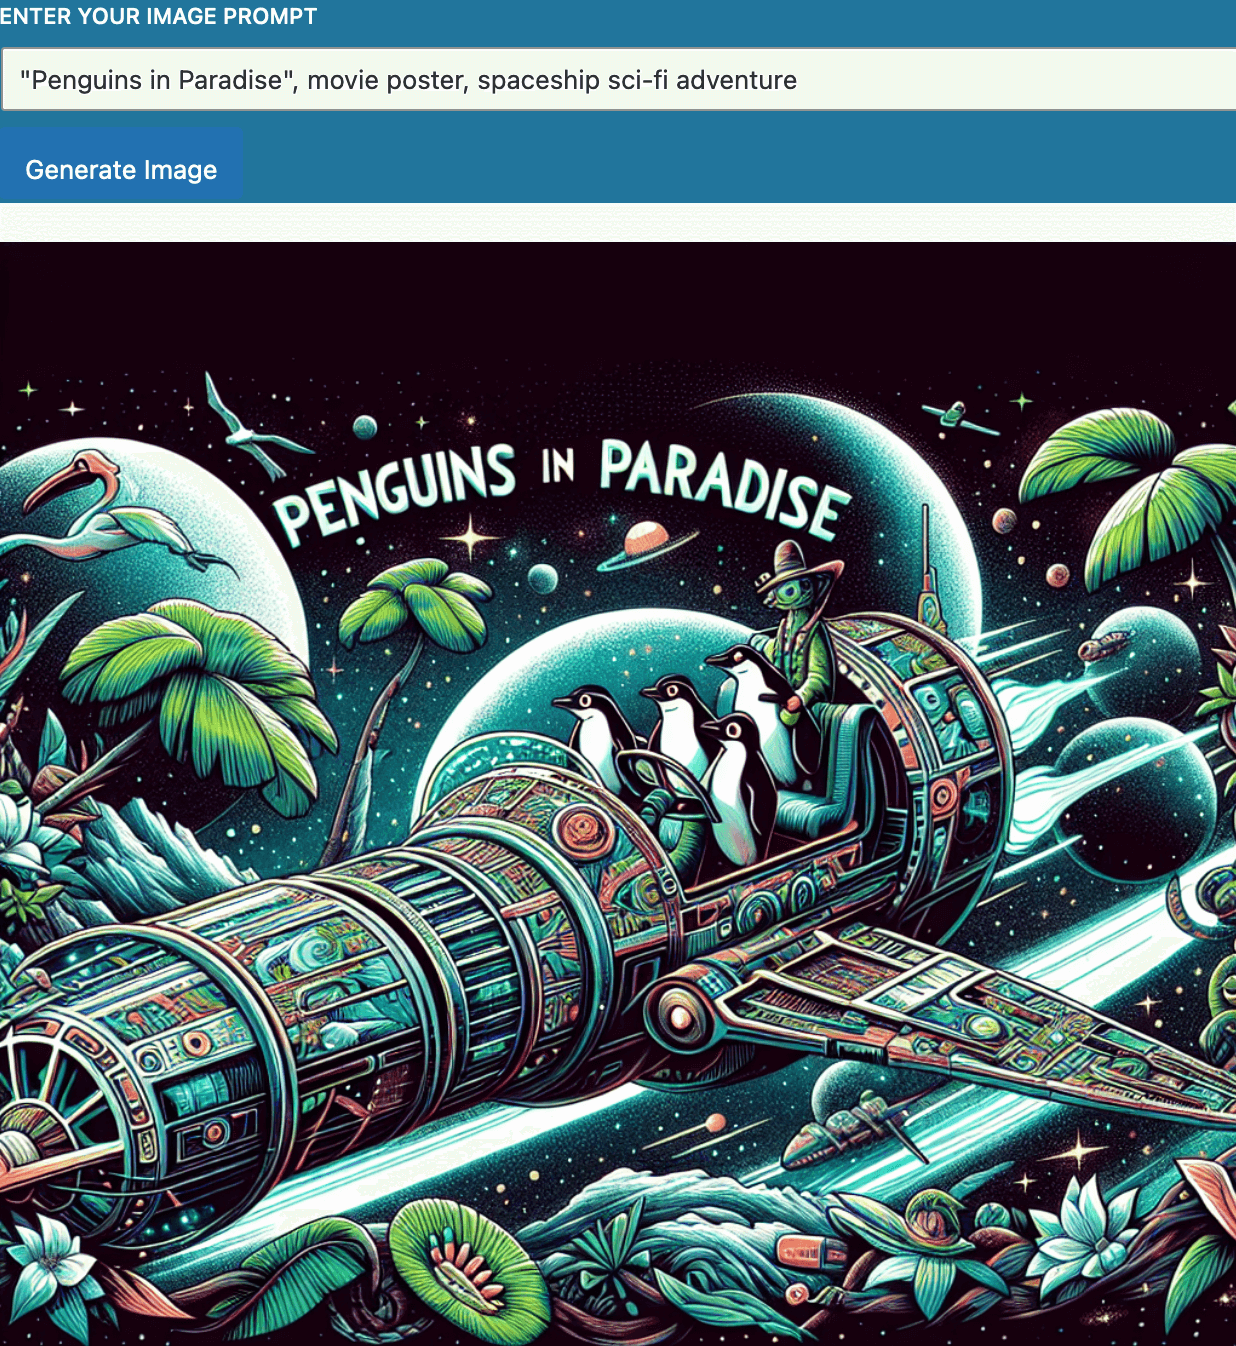 ENTER YOUR IMAGE PROMPT
"Penguins in Paradise", movie poster, spaceship sci-fi adventure
Generate Image
PENGUINS IN PARADISE